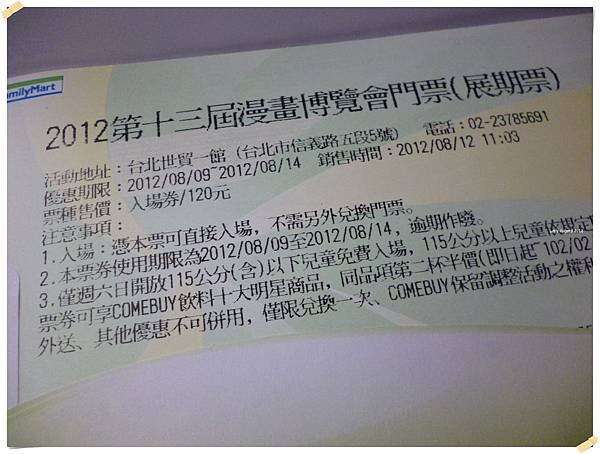 FamilyMart
2012第十三屆漫畫博覽會門票(展期票)
活動地址：台北世貿一館 (台北市信義路五段5號)　電話：02-23785691
優惠期限：2012/08/09~2012/08/14　銷售時間：2012/08/12 11:03
票種售價：入場券/120元
注意事項：
1.入場：憑本票可直接入場，不需另外兌換門票。
2.本票券使用期限為2012/08/09至2012/08/14，逾期作廢。
3.僅週六日開放115公分(含)以下兒童免費入場，115公分以上兒童依規定
票券可享COMEBUY飲料十大明星商品，同品項第二杯半價(即日起~102/02
外送、其他優惠不可併用，僅限兌換一次、COMEBUY保留調整活動之權利